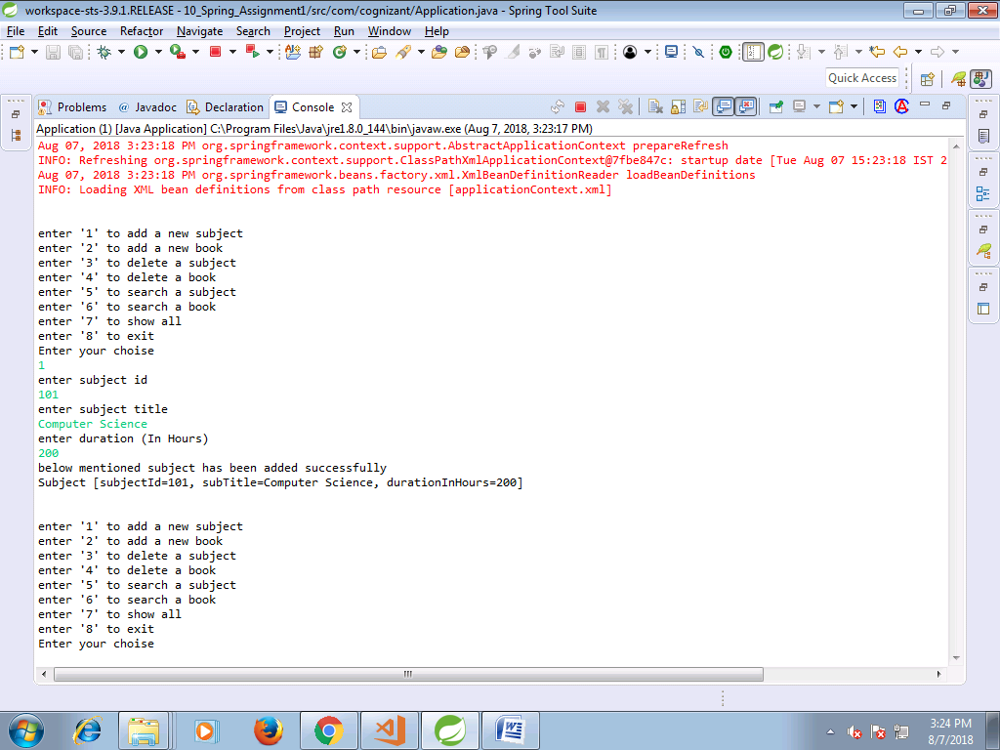 workspace-sts-3.9.1.RELEASE - 10_Spring_Assignment1/src/com/cognizant/Application.java - Spring Tool Suite
File Edit Source Refactor Navigate Search Project Run Window Help
Quick Access
Problems @ Javadoc Declaration Console
Application (1) [Java Application] C:\Program Files\Java\jre1.8.0_144\bin\javaw.exe (Aug 7, 2018, 3:23:17 PM)
Aug 07, 2018 3:23:18 PM org.springframework.context.support.AbstractApplicationContext prepareRefresh
INFO: Refreshing org.springframework.context.support.ClassPathXmlApplicationContext@7fbe847c: startup date [Tue Aug 07 15:23:18 IST 2
Aug 07, 2018 3:23:18 PM org.springframework.beans.factory.xml.XmlBeanDefinitionReader loadBeanDefinitions
INFO: Loading XML bean definitions from class path resource [applicationContext.xml]
enter '1' to add a new subject
enter '2' to add a new book
enter '3' to delete a subject
enter '4' to delete a book
enter '5' to search a subject
enter '6' to search a book
enter '7' to show all
enter '8' to exit
Enter your choise
1
enter subject id
101
enter subject title
Computer Science
enter duration (In Hours)
200
below mentioned subject has been added successfully
Subject [subjectId=101, subTitle=Computer Science, durationInHours=200]
enter '1' to add a new subject
enter '2' to add a new book
enter '3' to delete a subject
enter '4' to delete a book
enter '5' to search a subject
enter '6' to search a book
enter '7' to show all
enter '8' to exit
Enter your choise
3:24 PM
8/7/2018